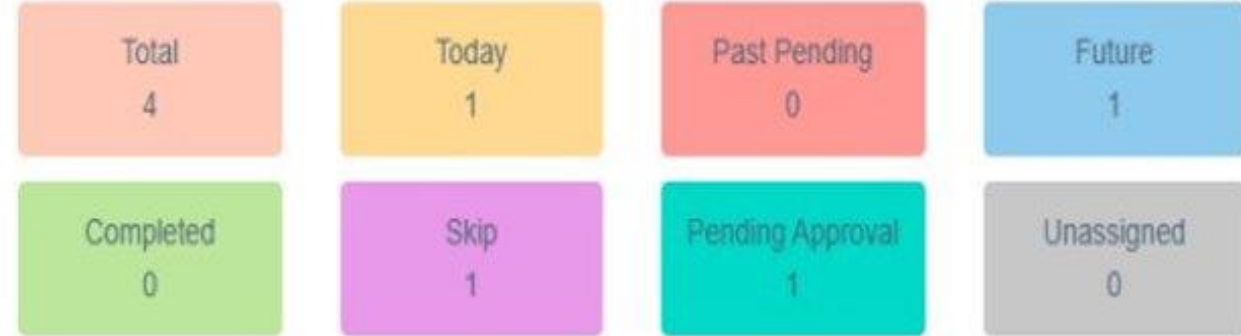 Total
4
Today
1
Past Pending
0
Future
1
Completed
0
Skip
1
Pending Approval
1
Unassigned
0